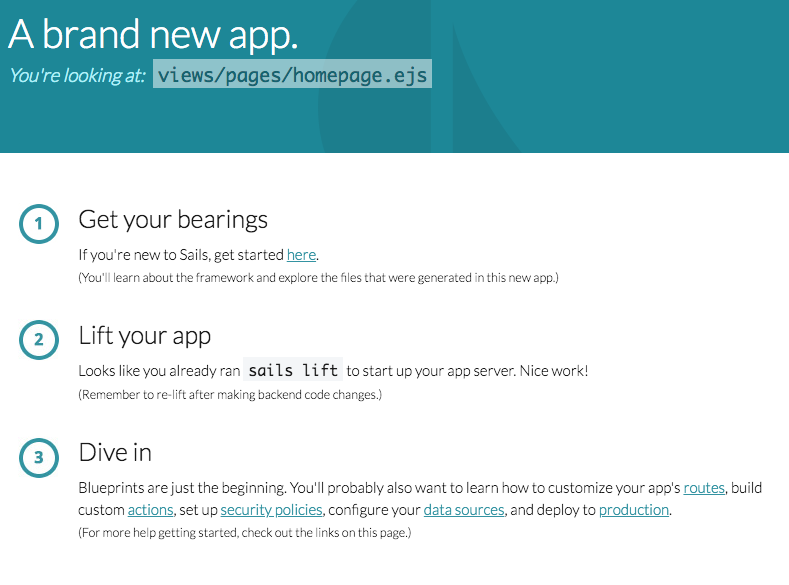 A brand new app.
You're looking at: views/pages/homepage.ejs
1 Get your bearings
If you're new to Sails, get started here.
(You'll learn about the framework and explore the files that were generated in this new app.)
2 Lift your app
Looks like you already ran sails lift to start up your app server. Nice work!
(Remember to re-lift after making backend code changes.)
3 Dive in
Blueprints are just the beginning. You'll probably also want to learn how to customize your app's routes, build
custom actions, set up security policies, configure your data sources, and deploy to production.
(For more help getting started, check out the links on this page.)